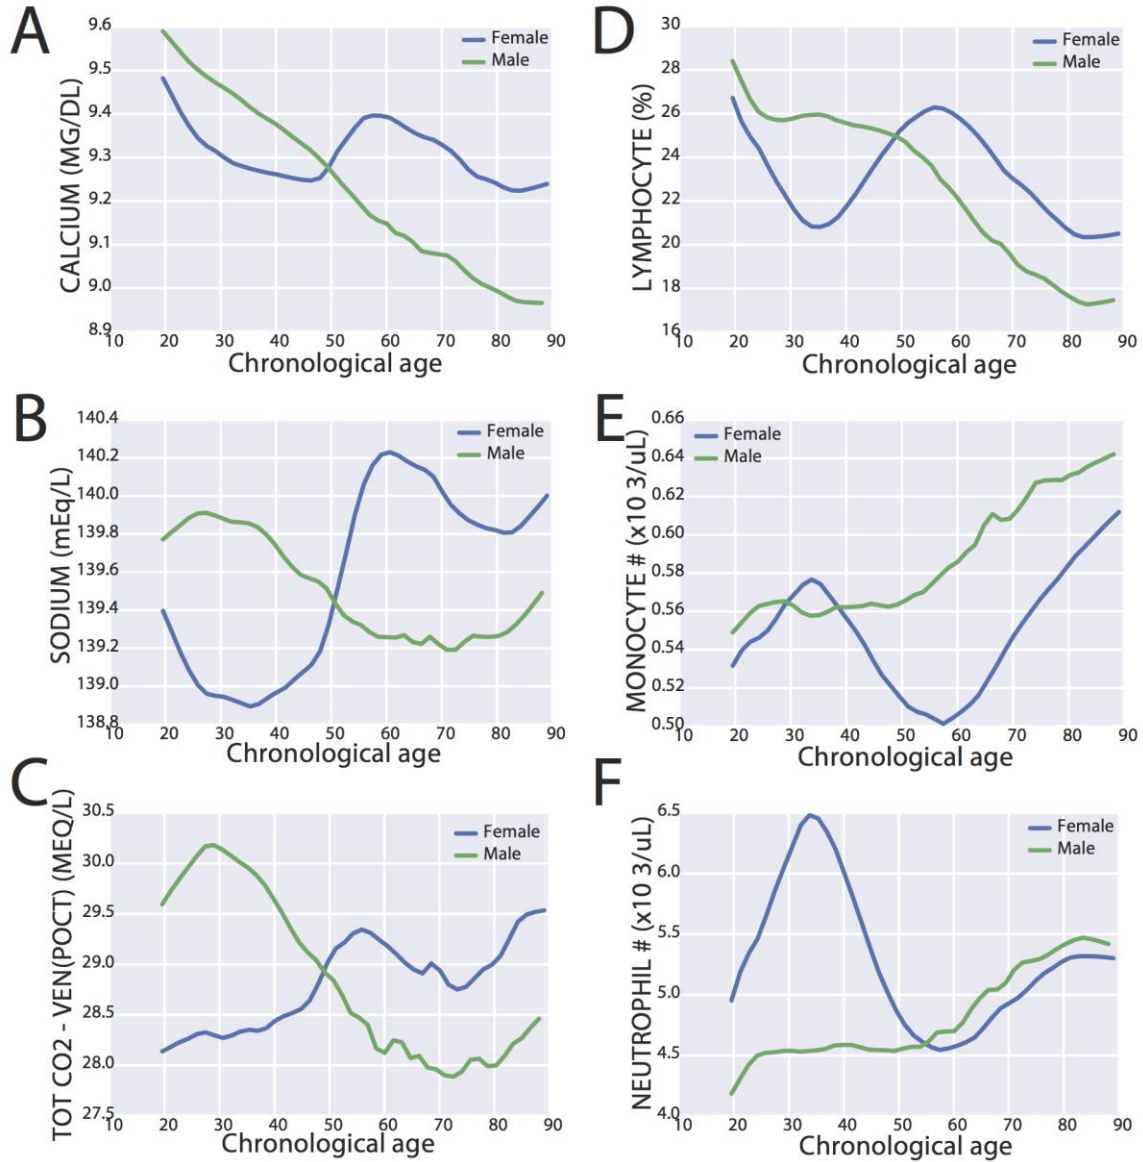 A
CALCIUM (MG/DL)
9.6
9.5
9.4
9.3
9.2
9.1
9.0
8.9
Female
Male
10 20 30 40 50 60 70 80 90
Chronological age
D
LYMPHOCYTE (%)
30
28
26
24
22
20
18
16
Female
Male
10 20 30 40 50 60 70 80 90
Chronological age
B
SODIUM (mEq/L)
140.4
140.2
140.0
139.8
139.6
139.4
139.2
139.0
138.8
Female
Male
10 20 30 40 50 60 70 80 90
Chronological age
E
MONOCYTE # (x10 3/uL)
0.66
0.64
0.62
0.60
0.58
0.56
0.54
0.52
0.50
Female
Male
10 20 30 40 50 60 70 80 90
Chronological age
C
TOT CO2 - VEN(POCT) (MEQ/L)
30.5
30.0
29.5
29.0
28.5
28.0
27.5
Female
Male
10 20 30 40 50 60 70 80 90
Chronological age
F
NEUTROPHIL # (x10 3/uL)
6.5
6.0
5.5
5.0
4.5
4.0
Female
Male
10 20 30 40 50 60 70 80 90
Chronological age